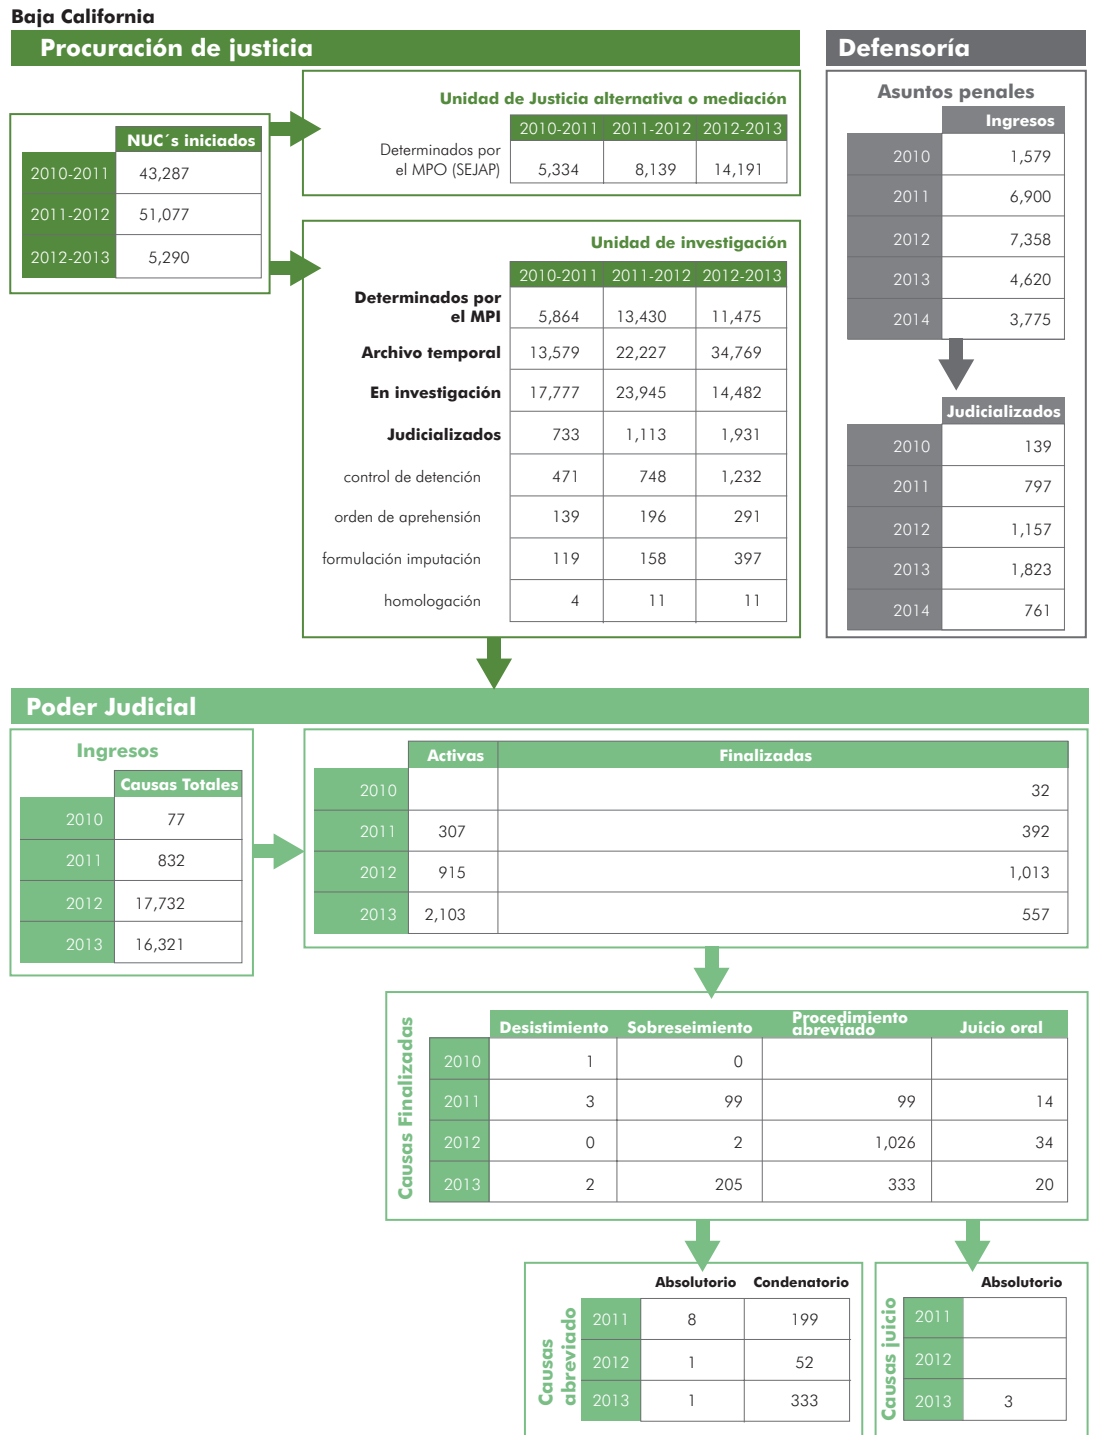 Baja California
Procuración de justicia
Unidad de Justicia alternativa o mediación
2010-2011 2011-2012 2012-2013
Determinados por
el MPO (SEJAP) 5,334 8,139 14,191
NUC´s iniciados
2010-2011 43,287
2011-2012 51,077
2012-2013 5,290
Unidad de investigación
2010-2011 2011-2012 2012-2013
Determinados por
el MPI 5,864 13,430 11,475
Archivo temporal 13,579 22,227 34,769
En investigación 17,777 23,945 14,482
Judicializados 733 1,113 1,931
control de detención 471 748 1,232
orden de aprehensión 139 196 291
formulación imputación 119 158 397
homologación 4 11 11
Defensoría
Asuntos penales
Ingresos
2010 1,579
2011 6,900
2012 7,358
2013 4,620
2014 3,775
Judicializados
2010 139
2011 797
2012 1,157
2013 1,823
2014 761
Poder Judicial
Ingresos
Causas Totales
2010 77
2011 832
2012 17,732
2013 16,321
Activas Finalizadas
2010 32
2011 307 392
2012 915 1,013
2013 2,103 557
Causas Finalizadas
Desistimiento Sobreseimiento Procedimiento abreviado Juicio oral
2010 1 0
2011 3 99 99 14
2012 0 2 1,026 34
2013 2 205 333 20
Causas
abreviado
Absolutorio Condenatorio
2011 8 199
2012 1 52
2013 1 333
Causas juicio
Absolutorio
2011
2012
2013 3